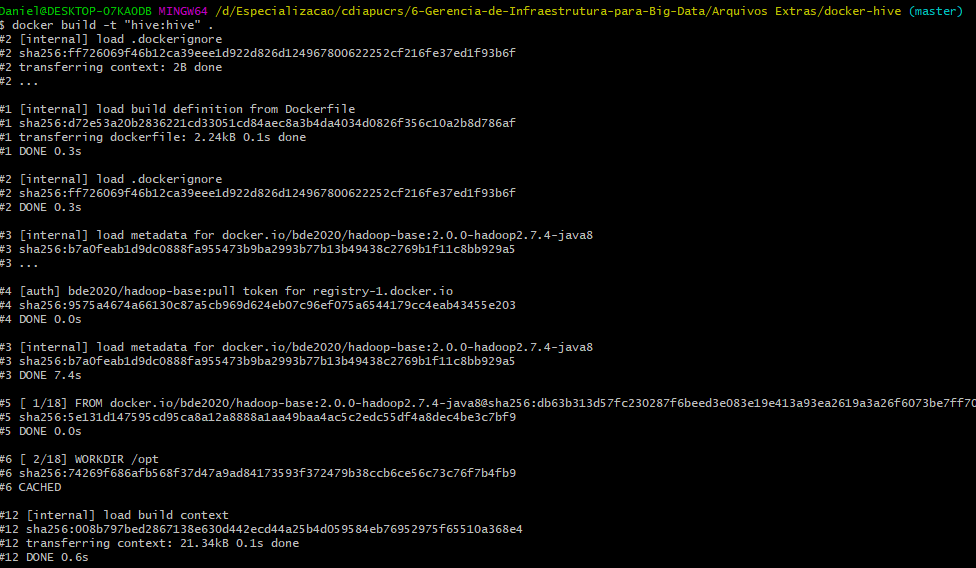 Daniel@DESKTOP-O7KAODB MINGW64 /d/Especializacao/cdiapucrs/6-Gerencia-de-Infraestrutura-para-Big-Data/Arquivos Extras/docker-hive (master)
$ docker build -t "hive:hive" .
#2 [internal] load .dockerignore
#2 sha256:ff726069f46b12ca39eee1d922d826d124967800622252cf216fe37ed1f93b6f
#2 transferring context: 2B done
#2 ...
#1 [internal] load build definition from Dockerfile
#1 sha256:d72e53a20b2836221cd33051cd84aec8a3b4da4034d0826f356c10a2b8d786af
#1 transferring dockerfile: 2.24kB 0.1s done
#1 DONE 0.3s
#2 [internal] load .dockerignore
#2 sha256:ff726069f46b12ca39eee1d922d826d124967800622252cf216fe37ed1f93b6f
#2 DONE 0.3s
#3 [internal] load metadata for docker.io/bde2020/hadoop-base:2.0.0-hadoop2.7.4-java8
#3 sha256:b7a0feab1d9dc0888fa955473b9ba2993b77b13b49438c2769b1f11c8bb929a5
#3 ...
#4 [auth] bde2020/hadoop-base:pull token for registry-1.docker.io
#4 sha256:9575a4674a66130c87a5cb969d624eb07c96ef075a6544179cc4eab43455e203
#4 DONE 0.0s
#3 [internal] load metadata for docker.io/bde2020/hadoop-base:2.0.0-hadoop2.7.4-java8
#3 sha256:b7a0feab1d9dc0888fa955473b9ba2993b77b13b49438c2769b1f11c8bb929a5
#3 DONE 7.4s
#5 [ 1/18] FROM docker.io/bde2020/hadoop-base:2.0.0-hadoop2.7.4-java8@sha256:db63b313d57fc230287f6beed3e083e19e413a93ea2619a3a26f6073be7ff70
#5 sha256:5e131d147595cd95ca8a12a8888a1aa49baa4ac5c2edc55df4a8dec4be3c7bf9
#5 DONE 0.0s
#6 [ 2/18] WORKDIR /opt
#6 sha256:74269f686afb568f37d47a9ad84173593f372479b38ccb6ce56c73c76f7b4fb9
#6 CACHED
#12 [internal] load build context
#12 sha256:008b797bed2867138e630d442ecd44a25b4d059584eb76952975f65510a368e4
#12 transferring context: 21.34kB 0.1s done
#12 DONE 0.6s